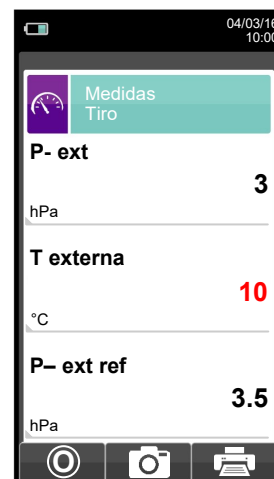 04/03/16
10:00
Medidas
Tiro
P- ext
3
hPa
T externa
10
°C
P– ext ref
3.5
hPa